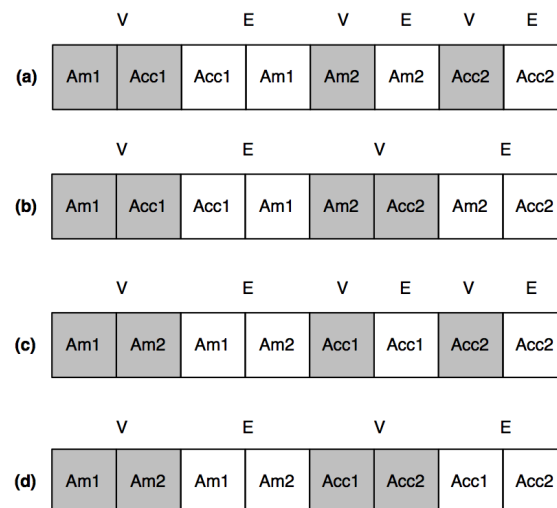 V E V E V E
(a) Am1 Acc1 Acc1 Am1 Am2 Am2 Acc2 Acc2
V E V E
(b) Am1 Acc1 Acc1 Am1 Am2 Acc2 Am2 Acc2
V E V E V E
(c) Am1 Am2 Am1 Am2 Acc1 Acc1 Acc2 Acc2
V E V E
(d) Am1 Am2 Am1 Am2 Acc1 Acc2 Acc1 Acc2